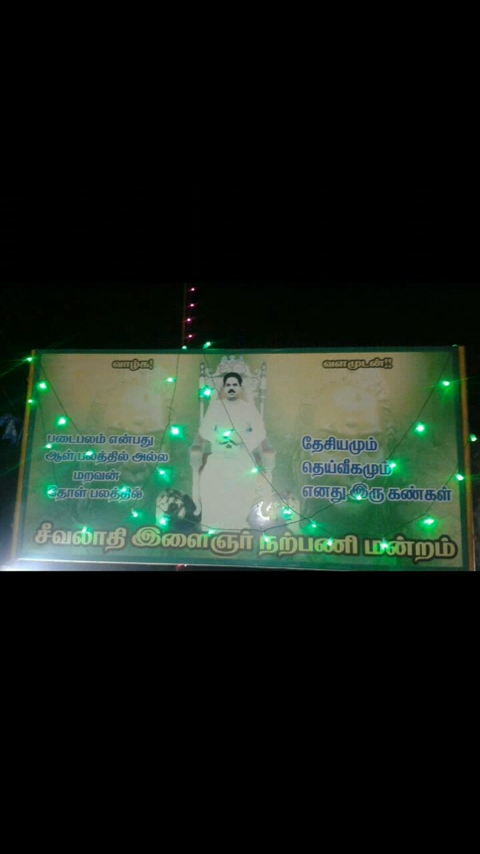 வாழ்க!
வளமுடன்!!
படைபலம் என்பது
ஆள் பலத்தில் அல்ல
மறவன்
தோள் பலத்தில்
தேசியமும்
தெய்வீகமும்
எனது இரு கண்கள்
சீவலாதி இளைஞர் நற்பணி மன்றம்